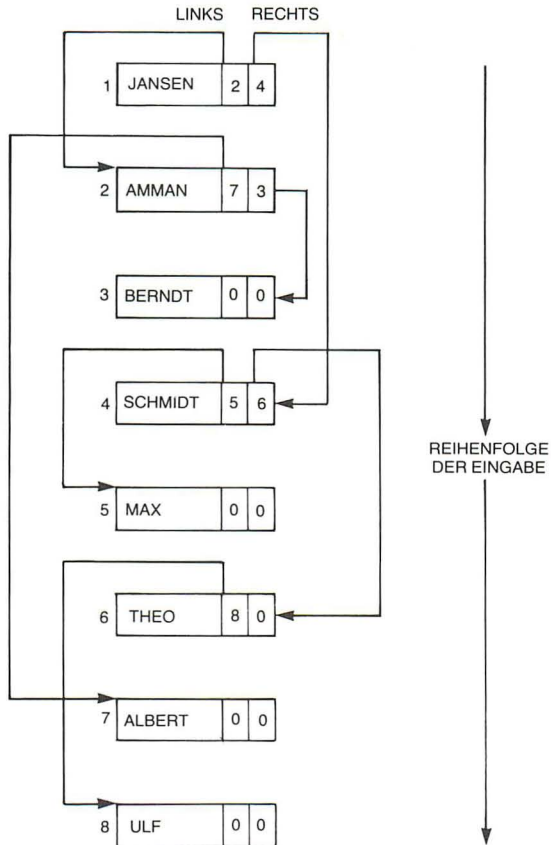 LINKS RECHTS
1 JANSEN 2 4
2 AMMAN 7 3
3 BERNDT 0 0
4 SCHMIDT 5 6
REIHENFOLGE
DER EINGABE
5 MAX 0 0
6 THEO 8 0
7 ALBERT 0 0
8 ULF 0 0